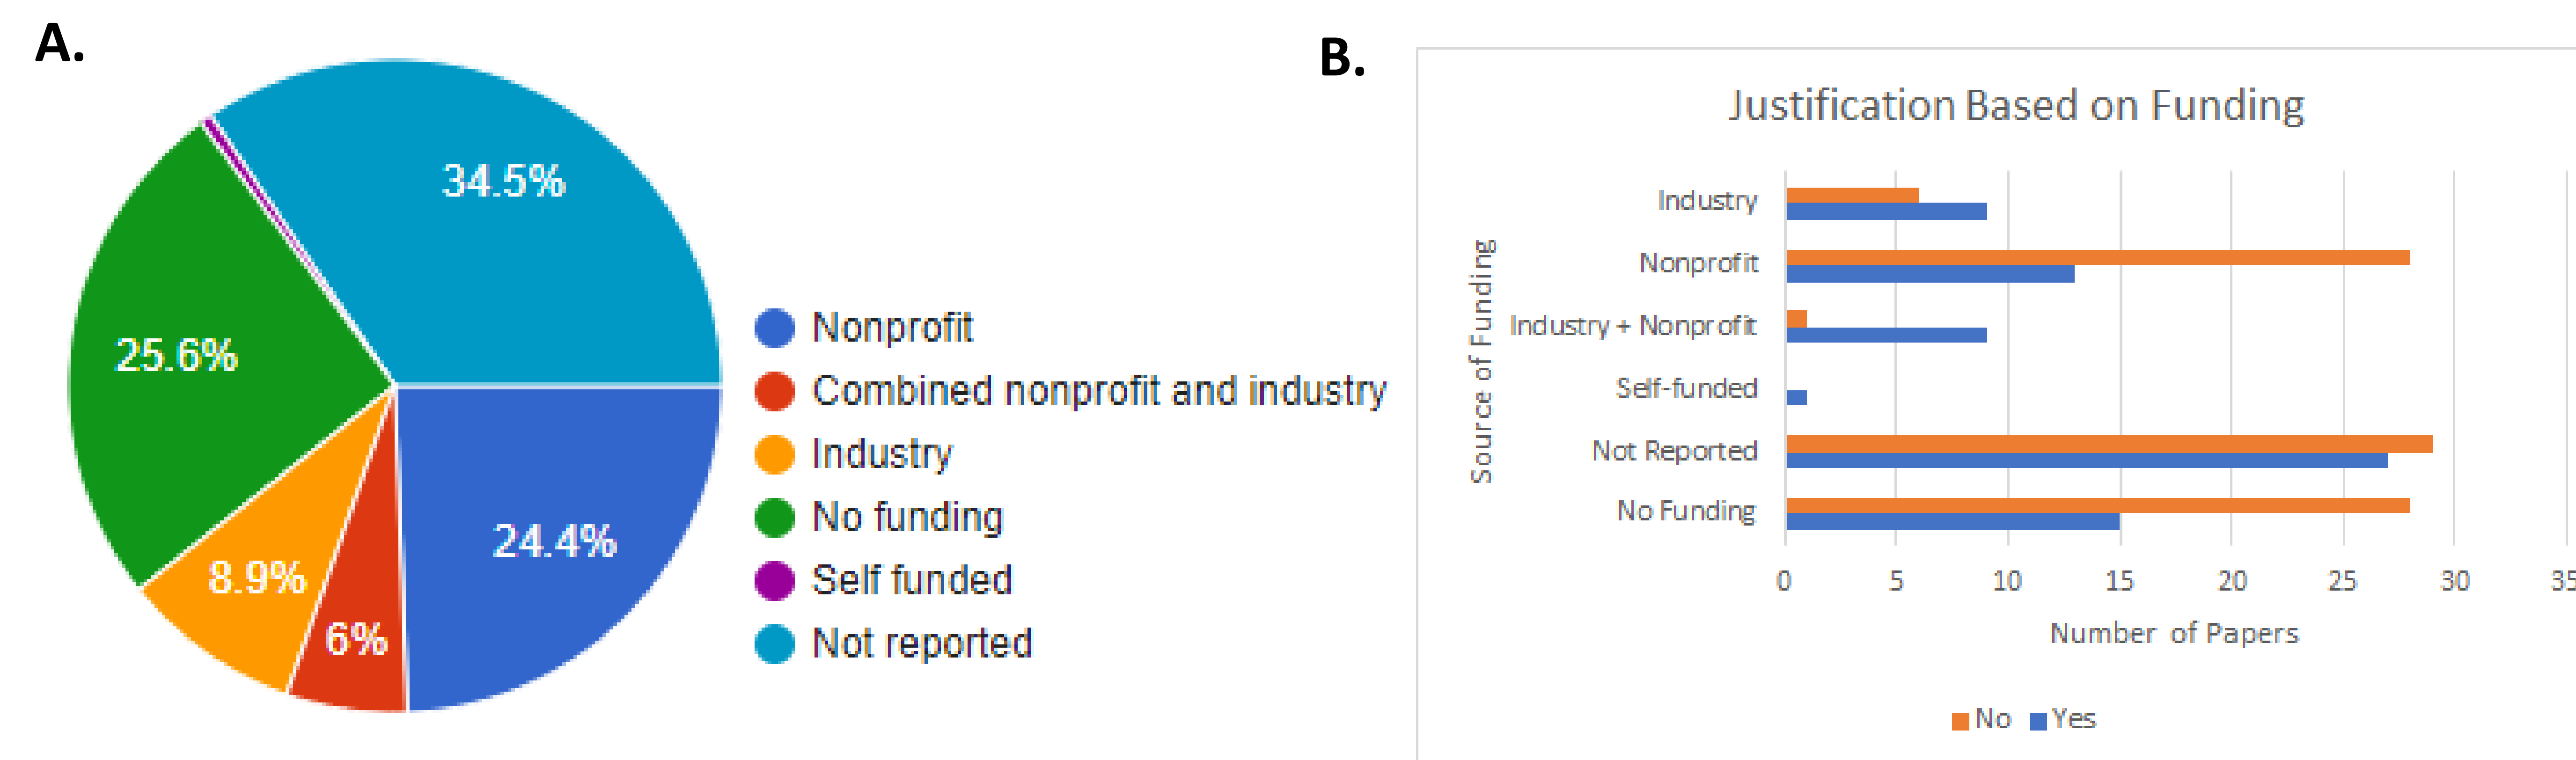 A.
34.5%
25.6%
24.4%
8.9%
6%
Nonprofit
Combined nonprofit and industry
Industry
No funding
Self funded
Not reported
B.
Justification Based on Funding
Source of Funding
Industry
Nonprofit
Industry + Nonprofit
Self-funded
Not Reported
No Funding
0 5 10 15 20 25 30 35
Number of Papers
No Yes